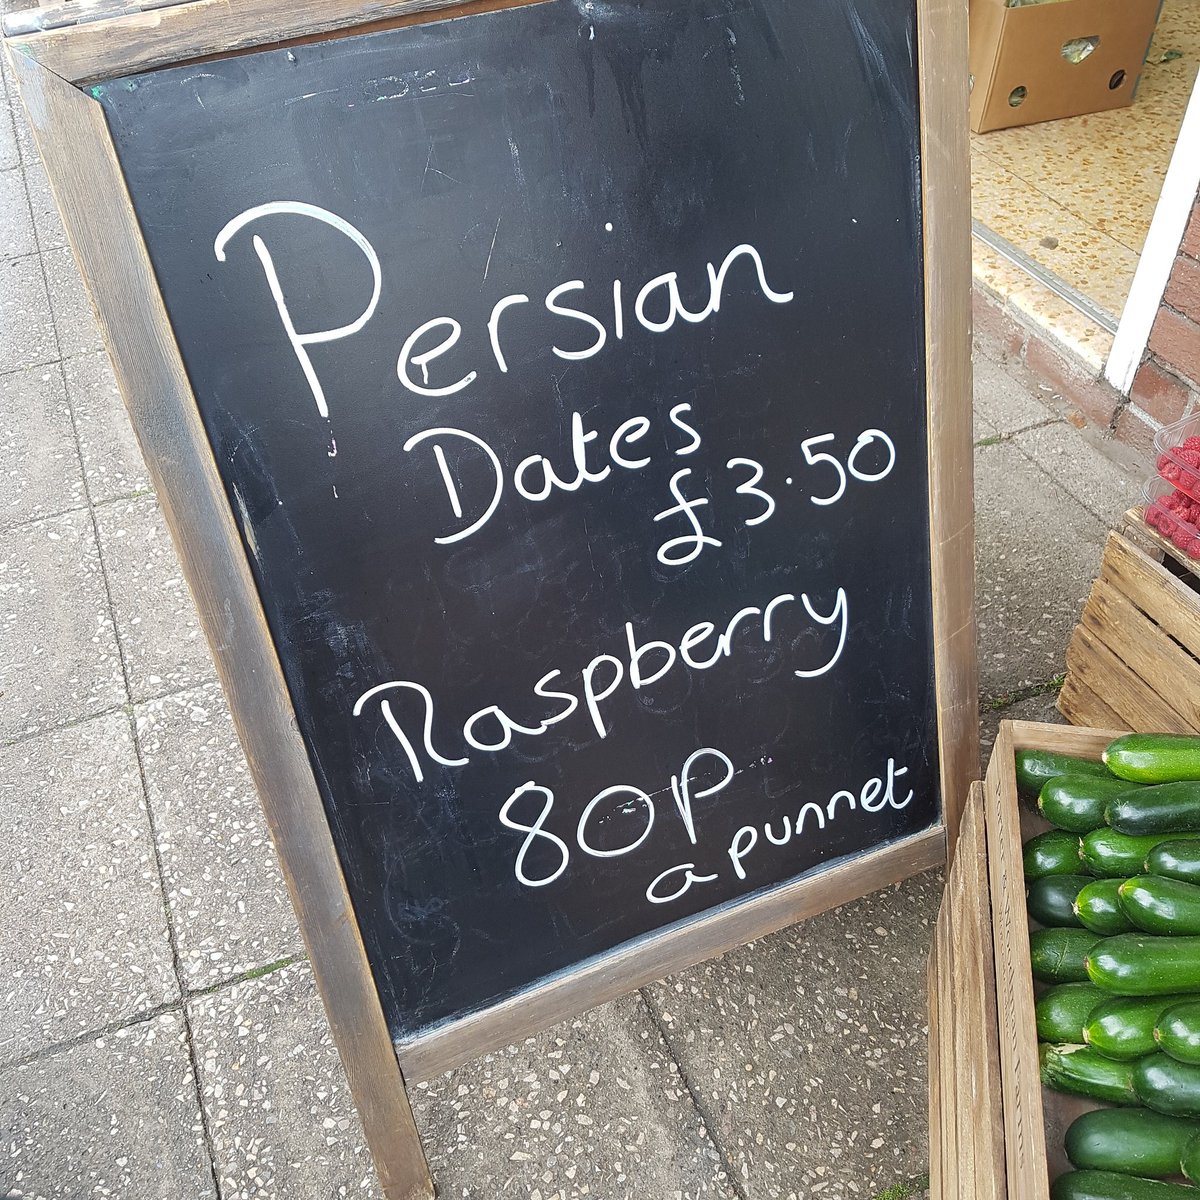 Persian
Dates
£3.50
Raspberry
80P
a punnet